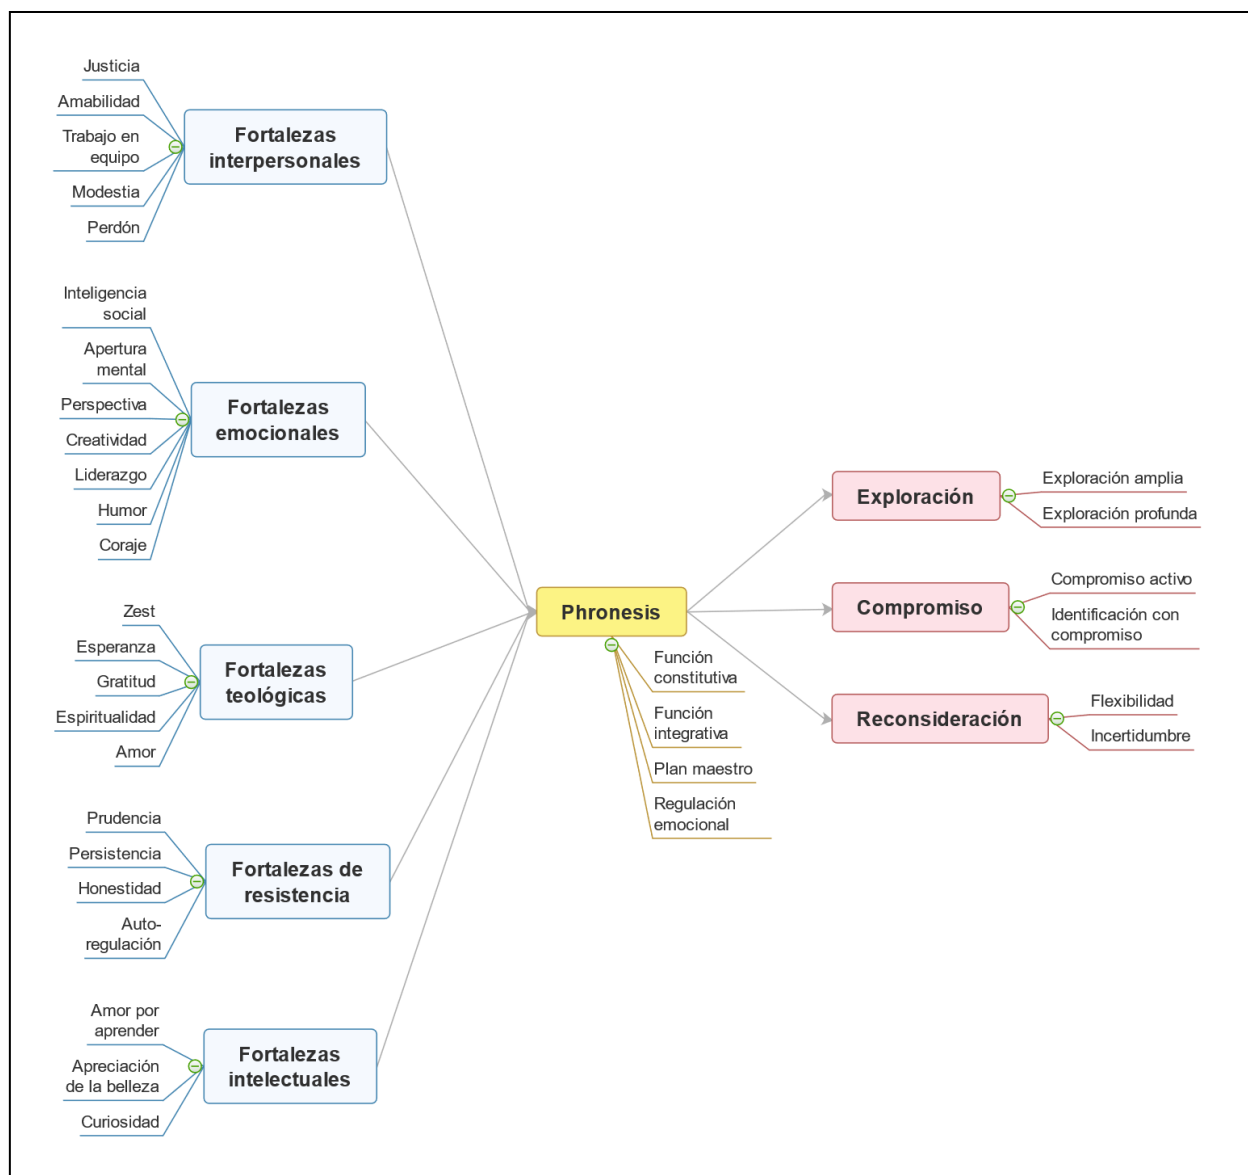 Justicia
Amabilidad
Trabajo en
equipo
Modestia
Perdón
Fortalezas
interpersonales
Inteligencia
social
Apertura
mental
Perspectiva
Creatividad
Liderazgo
Humor
Coraje
Fortalezas
emocionales
Zest
Esperanza
Gratitud
Espiritualidad
Amor
Fortalezas
teológicas
Prudencia
Persistencia
Honestidad
Auto-
regulación
Fortalezas de
resistencia
Amor por
aprender
Apreciación
de la belleza
Curiosidad
Fortalezas
intelectuales
Phronesis
Función
constitutiva
Función
integrativa
Plan maestro
Regulación
emocional
Exploración
Exploración amplia
Exploración profunda
Compromiso
Compromiso activo
Identificación con
compromiso
Reconsideración
Flexibilidad
Incertidumbre